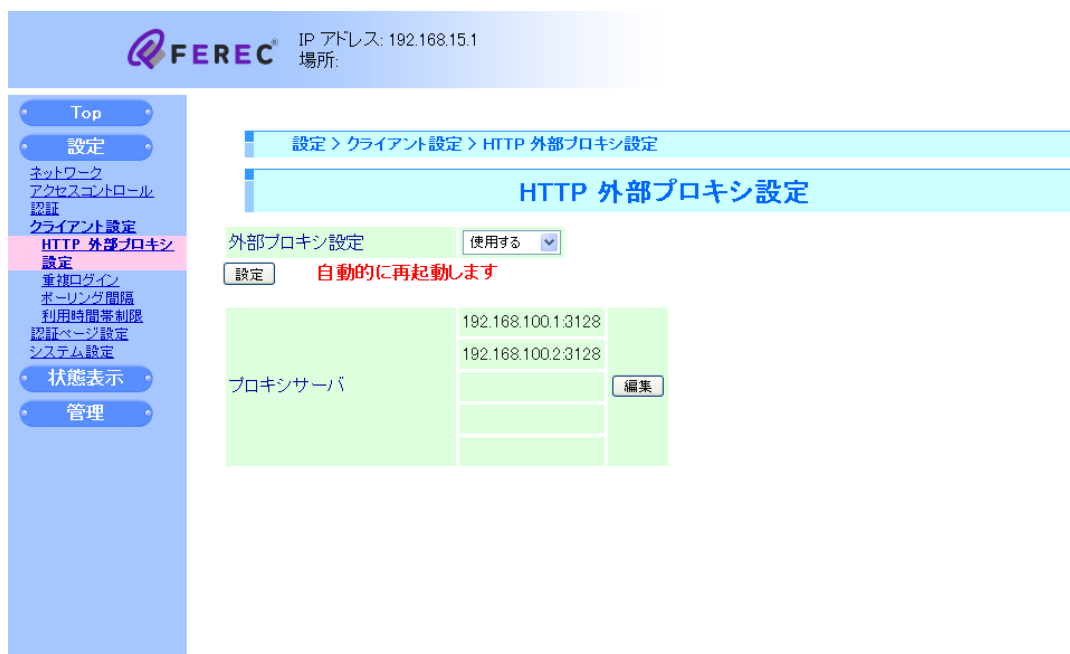 FEREC®
IP アドレス: 192.168.15.1
場所:
Top
設定
ネットワーク
アクセスコントロール
認証
クライアント設定
HTTP 外部プロキシ
設定
重複ログイン
ポーリング間隔
利用時間帯制限
認証ページ設定
システム設定
状態表示
管理
設定 > クライアント設定 > HTTP 外部プロキシ設定
HTTP 外部プロキシ設定
外部プロキシ設定 使用する
設定 自動的に再起動します
192.168.100.1:3128
192.168.100.2:3128
プロキシサーバ 編集